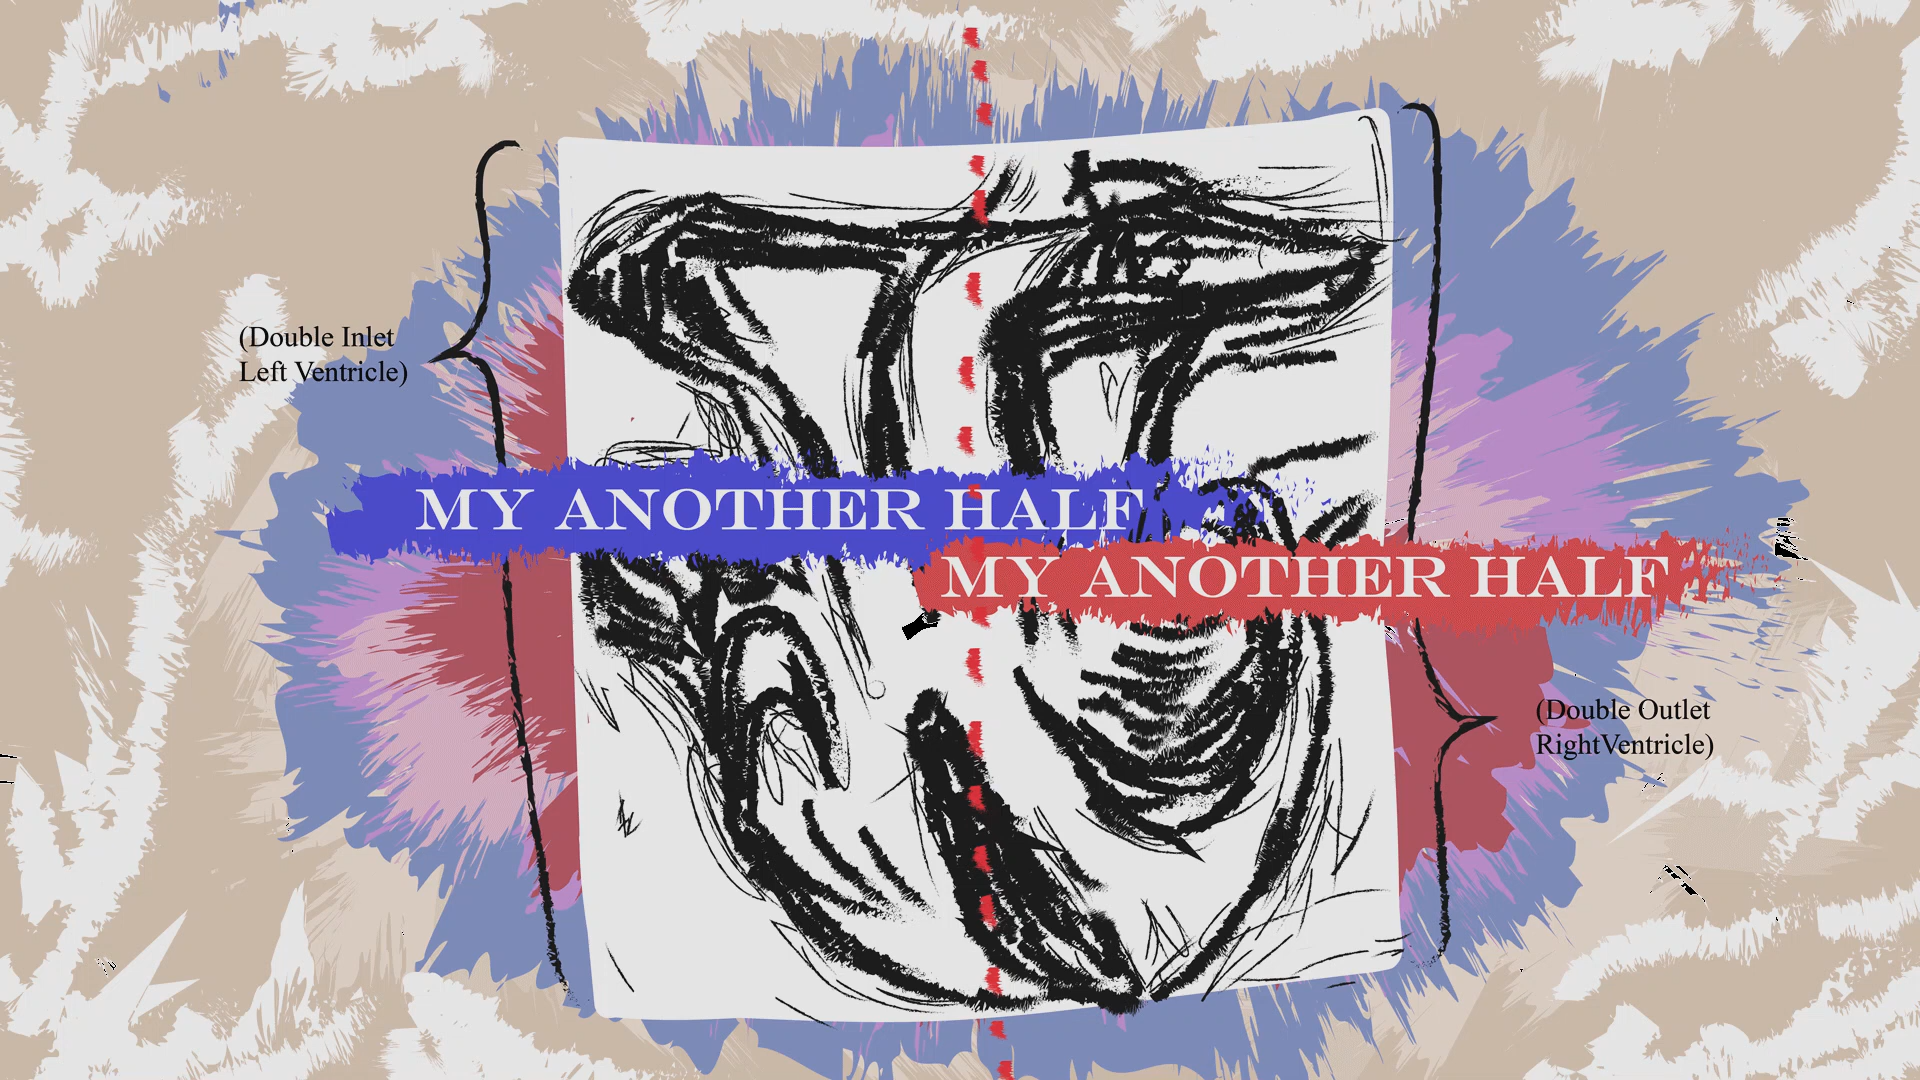 (Double Inlet
Left Ventricle)
MY ANOTHER HALF
MY ANOTHER HALF
(Double Outlet
RightVentricle)